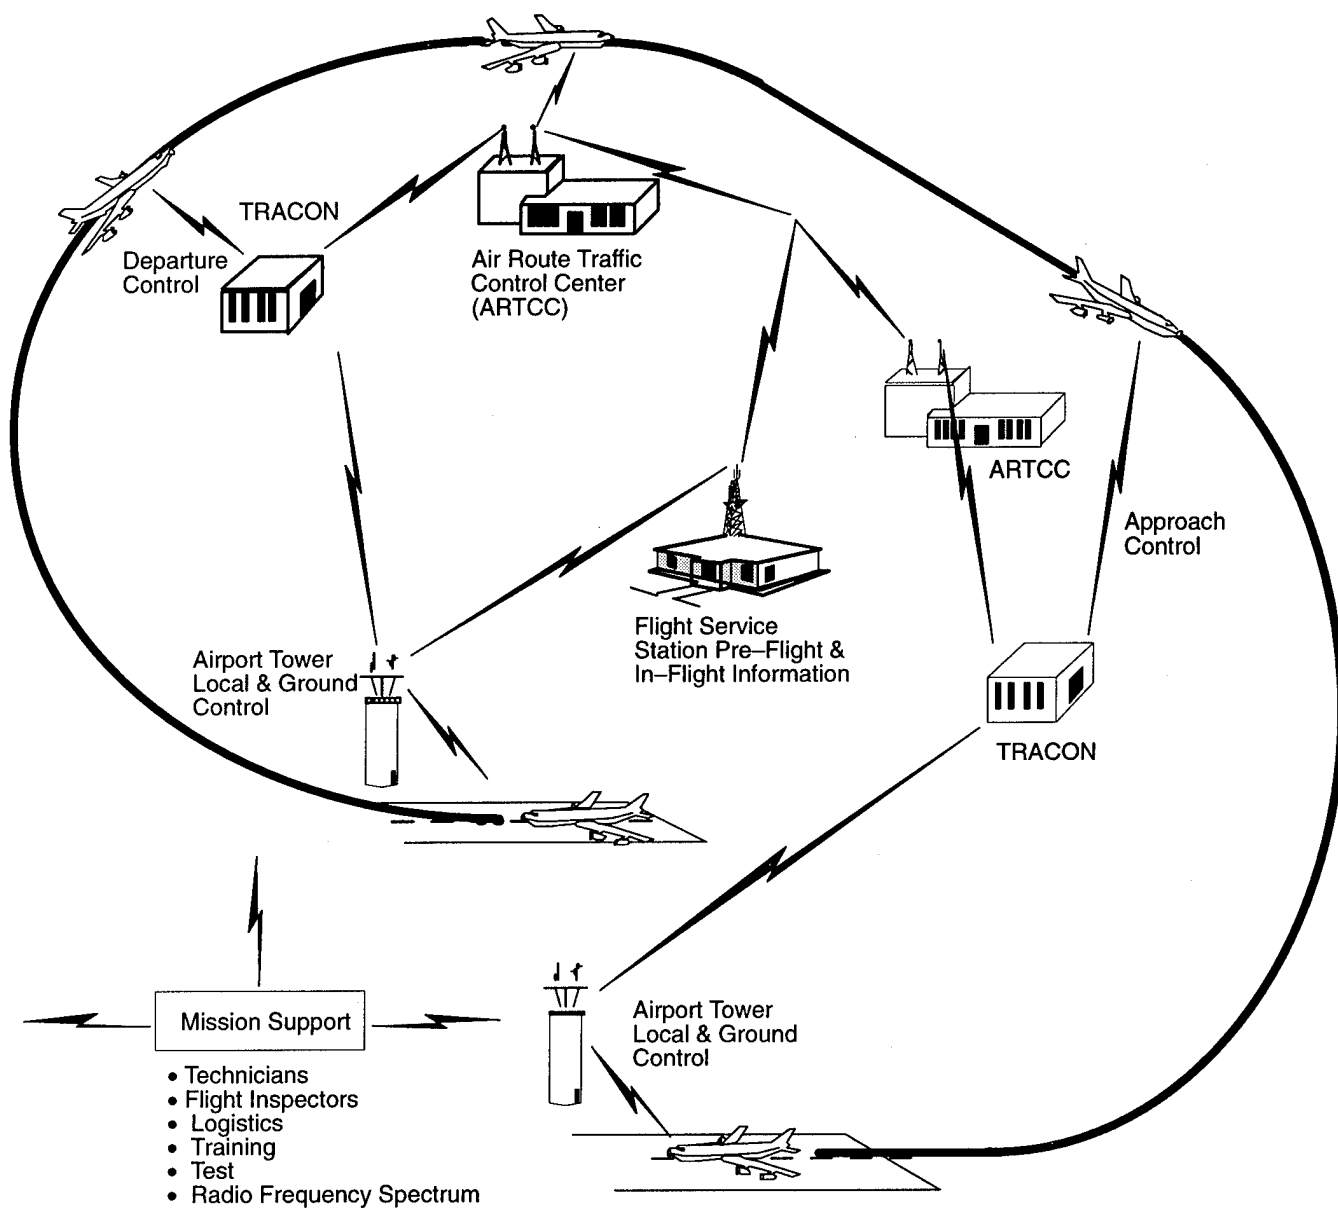 TRACON
Departure
Control
Air Route Traffic
Control Center
(ARTCC)
ARTCC
Approach
Control
Flight Service
Station Pre–Flight &
In–Flight Information
Airport Tower
Local & Ground
Control
TRACON
Mission Support
• Technicians
• Flight Inspectors
• Logistics
• Training
• Test
• Radio Frequency Spectrum
Airport Tower
Local & Ground
Control